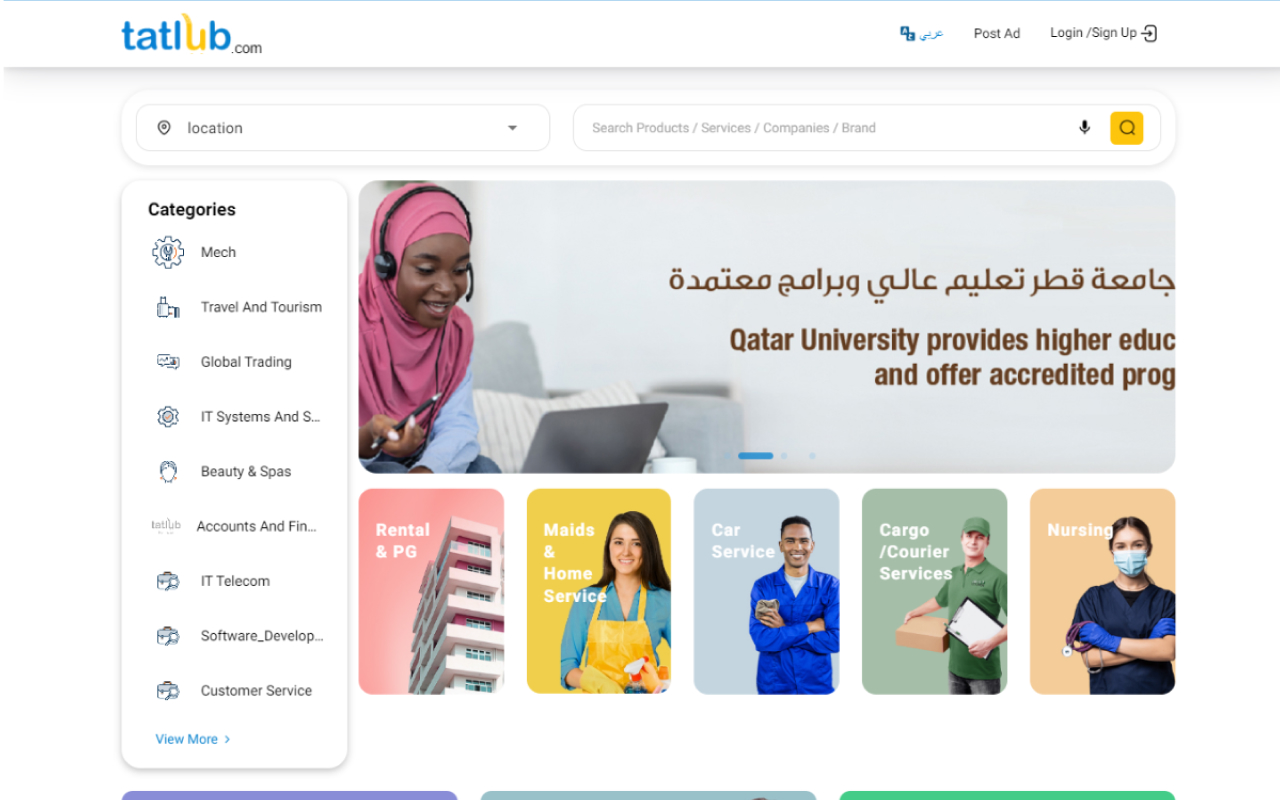 tatlub.com
عربي
Post Ad
Login /Sign Up
location
Search Products / Services / Companies / Brand
Categories
Mech
Travel And Tourism
Global Trading
IT Systems And S...
Beauty & Spas
tatlub
Accounts And Fin...
IT Telecom
Software_Develop...
Customer Service
View More
جامعة قطر تعليم عالي وبرامج معتمدة
Qatar University provides higher educ
and offer accredited prog
Rental
& PG
Maids
&
Home
Service
Car
Service
Cargo
/Courier
Services
Nursing